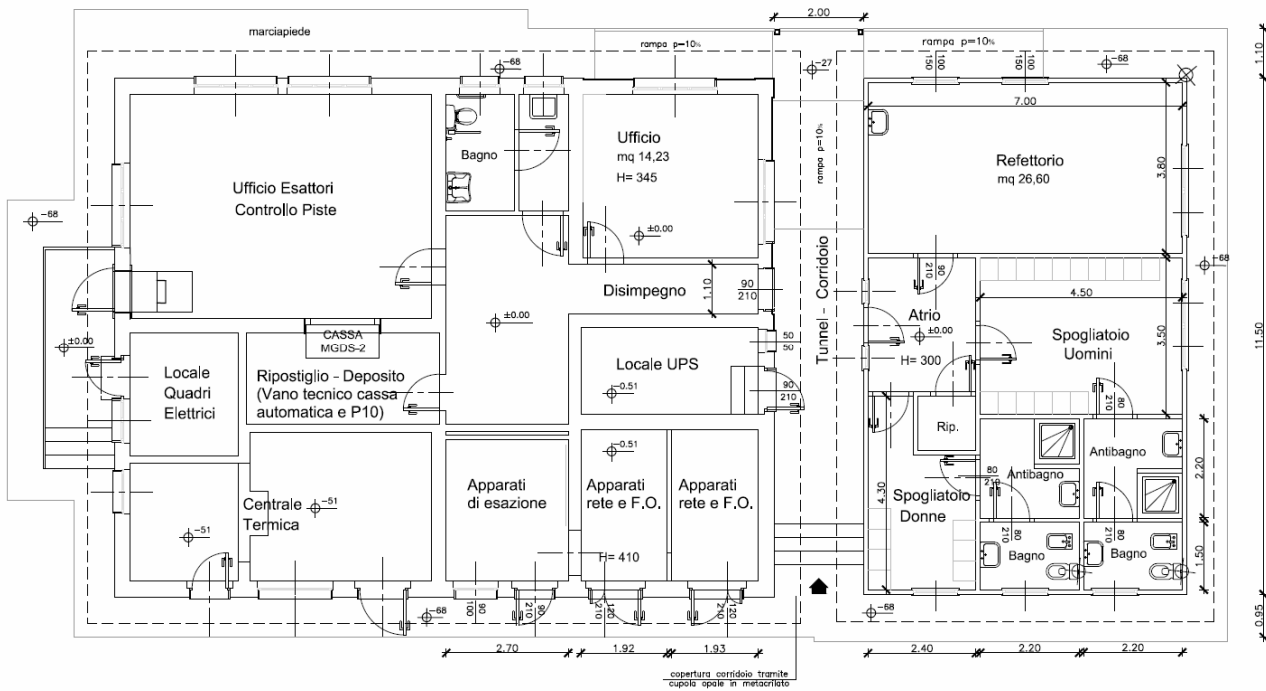 2.00
marciapiede
rampa p=10%
rampa p=10%
1.10
-68
-27
-68
150
100
150
100
7.00
Ufficio
mq 14,23
H= 345
Bagno
Refettorio
mq 26,60
3.80
rampa p=10%
Ufficio Esattori
Controllo Piste
-68
±0.00
-68
Disimpegno
1.10
90
210
90
210
4.50
Tunnel - Corridoio
Atrio
±0.00
H= 300
Spogliatoio
Uomini
3.50
11.50
±0.00
±0.00
CASSA
MGDS-2
50
50
Locale
Quadri
Elettrici
Ripostiglio - Deposito
(Vano tecnico cassa
automatica e P10)
Locale UPS
-0.51
90
210
80
210
Rip.
-0.51
Antibagno
2.20
Antibagno
80
210
4.30
Spogliatoio
Donne
Apparati
di esazione
Apparati
rete e F.O.
Apparati
rete e F.O.
Centrale
Termica
-51
-51
H= 410
80
210
80
210
Bagno
Bagno
1.50
-68
100
90
210
90
210
120
210
120
-68
0.95
2.70
1.92
1.93
2.40
2.20
2.20
copertura corridoio tramite
cupola opale in metacrilato